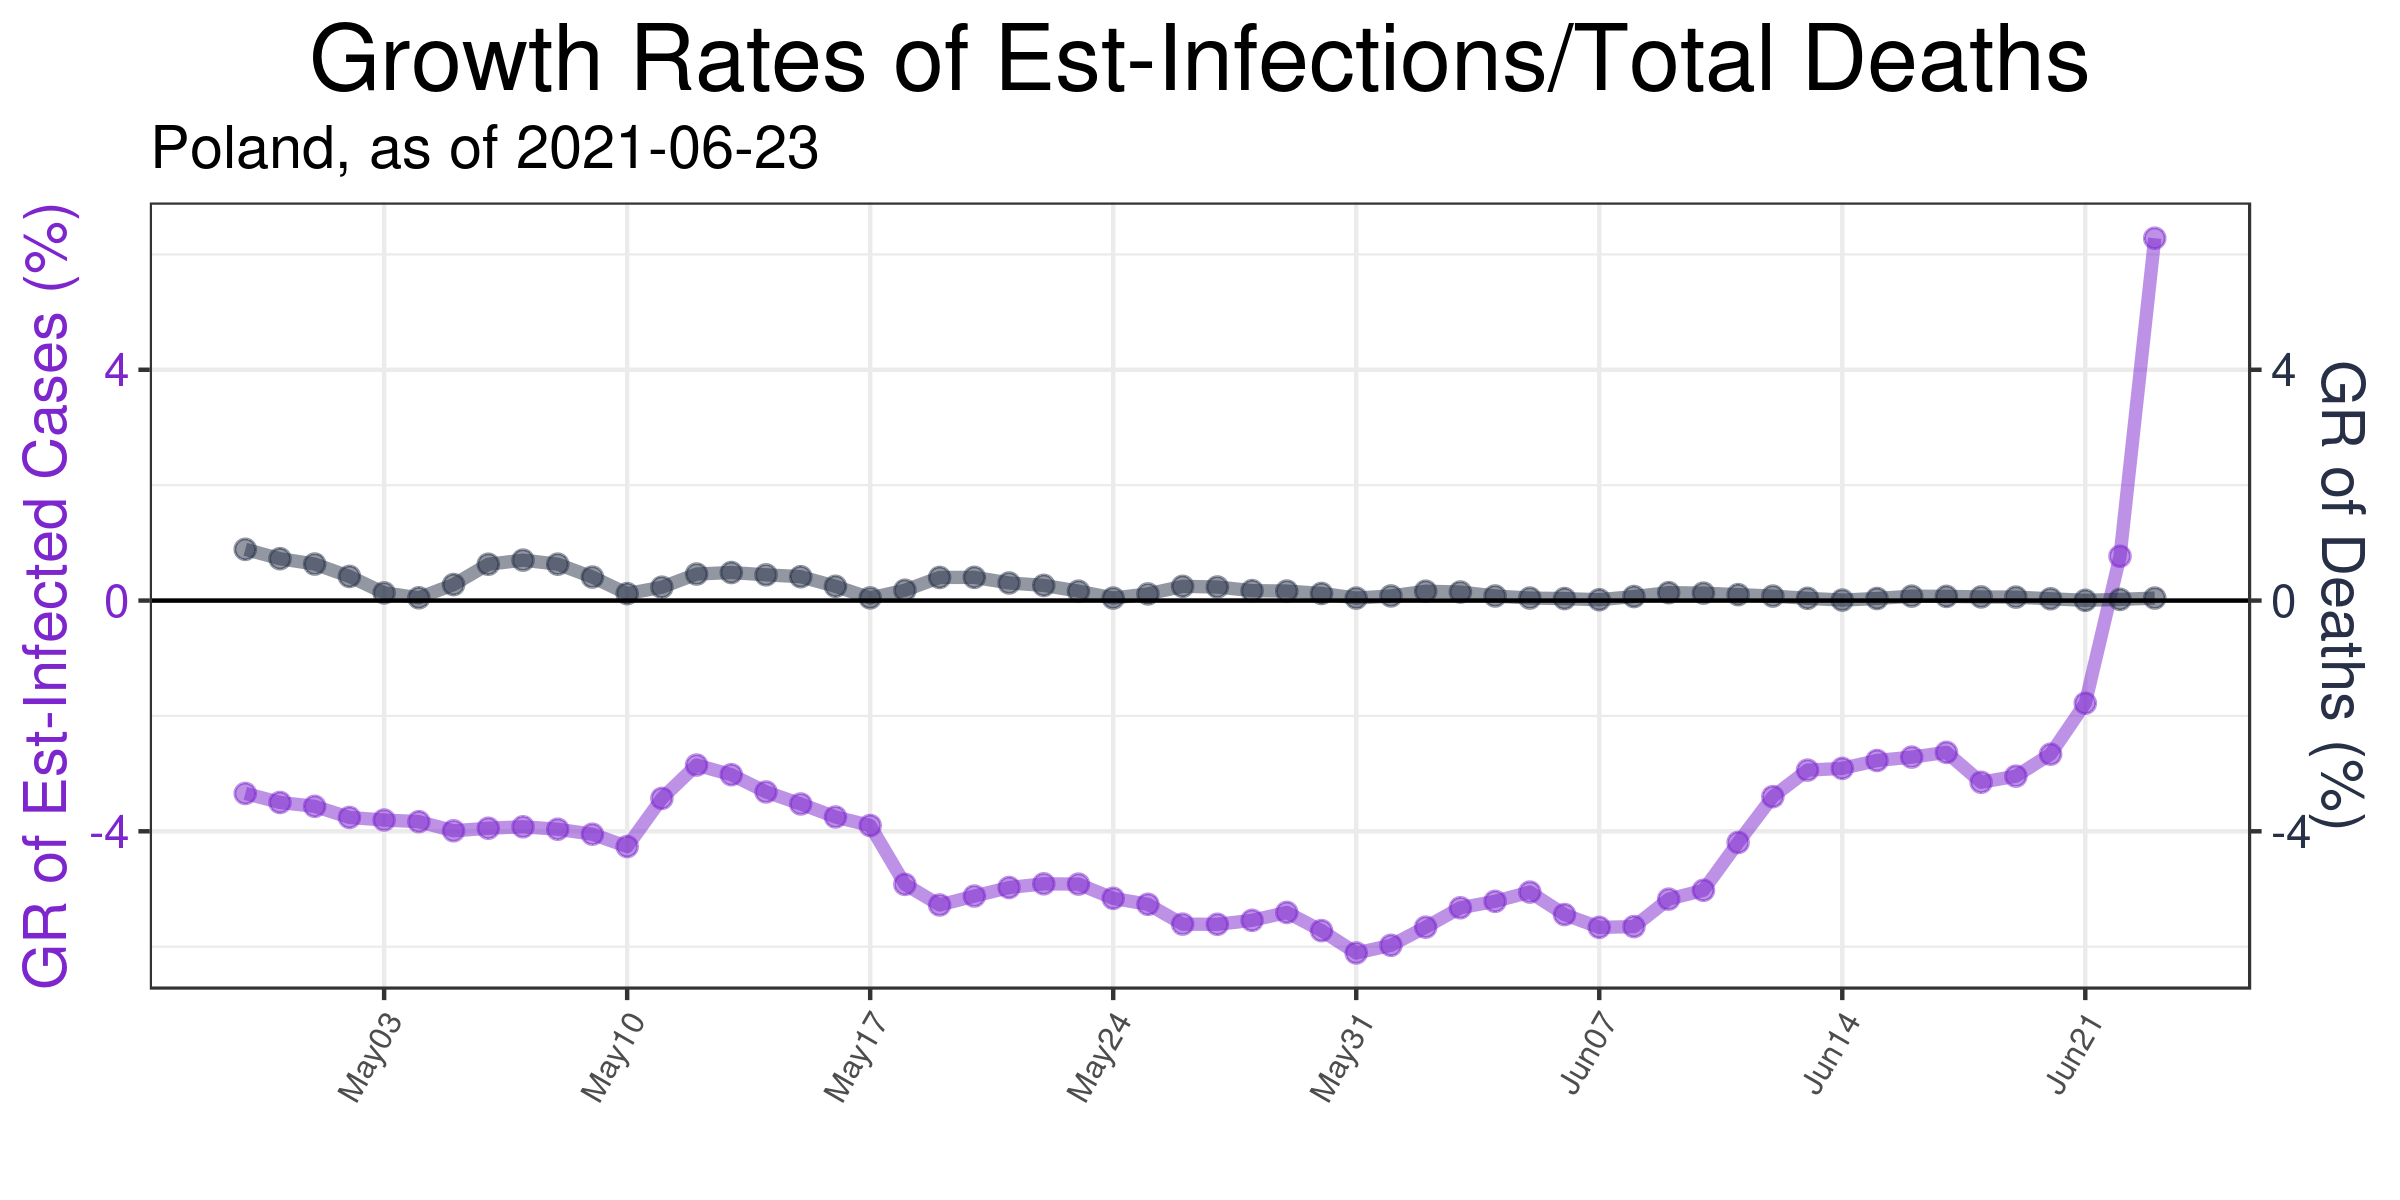 Growth Rates of Est-Infections/Total Deaths
Poland, as of 2021-06-23
GR of Est-Infected Cases (%)
4
0
-4
4
0
-4
GR of Deaths (%)
May03
May10
May17
May24
May31
Jun07
Jun14
Jun21